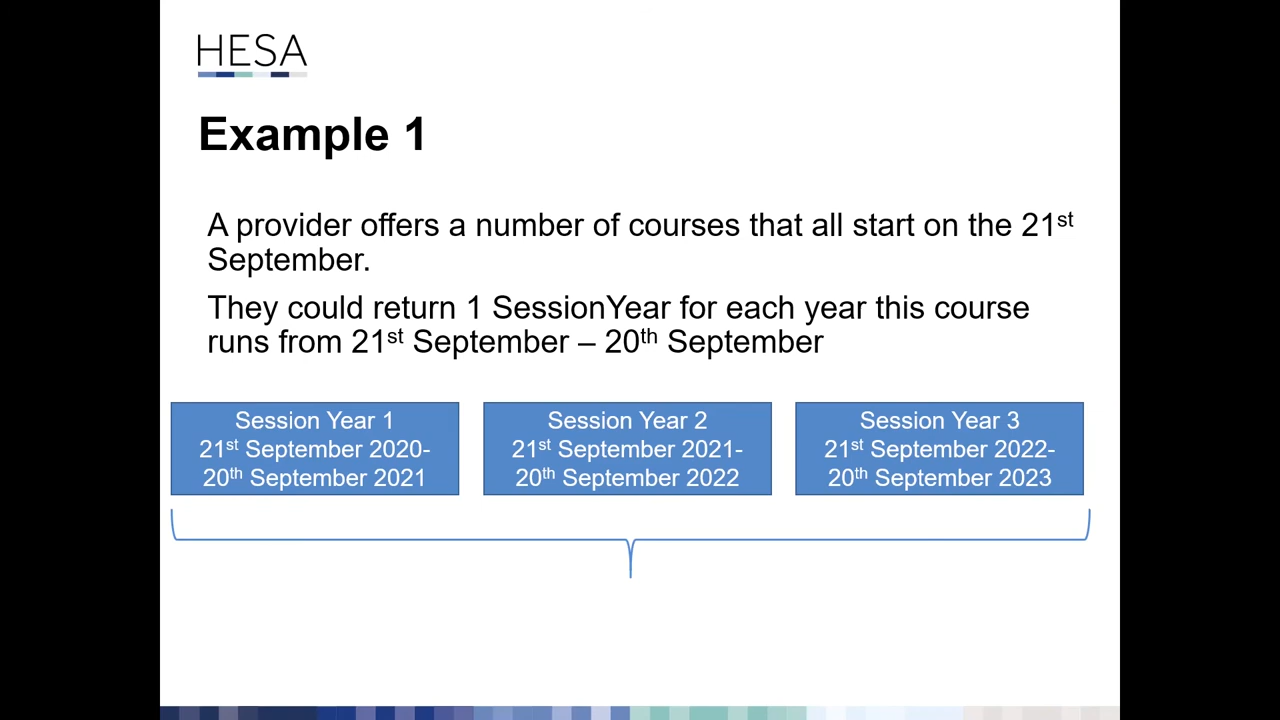 HESA
Example 1
A provider offers a number of courses that all start on the 21st
September.
They could return 1 SessionYear for each year this course
runs from 21st September – 20th September
Session Year 1
21st September 2020-
20th September 2021
Session Year 2
21st September 2021-
20th September 2022
Session Year 3
21st September 2022-
20th September 2023